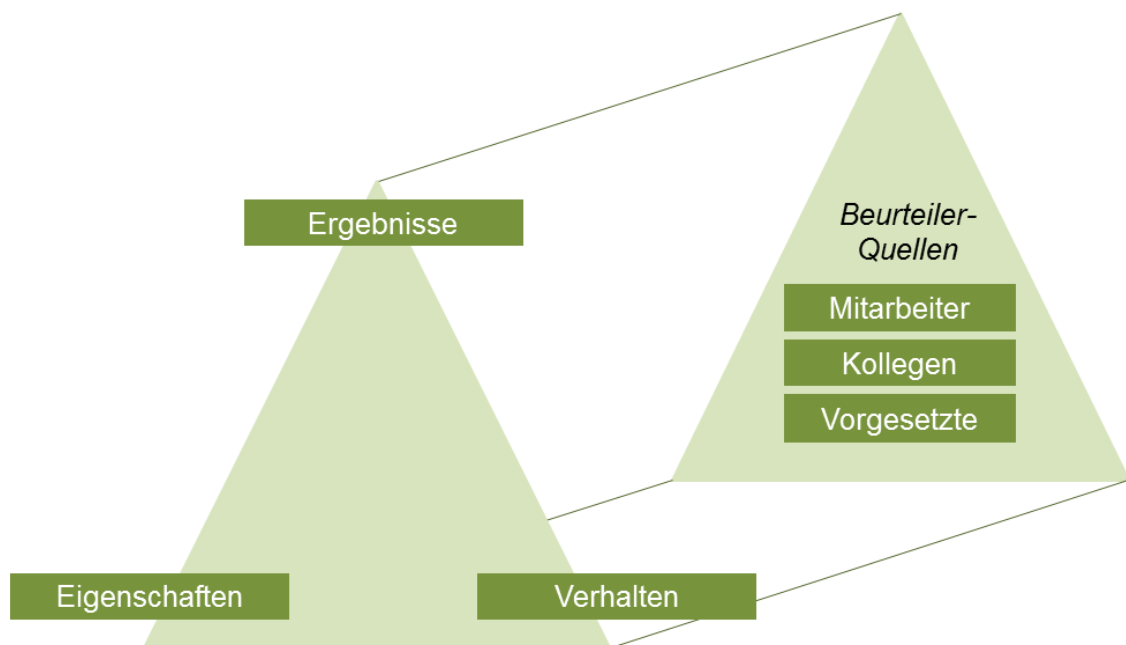 Ergebnisse
Beurteiler-
Quellen
Mitarbeiter
Kollegen
Vorgesetzte
Eigenschaften
Verhalten